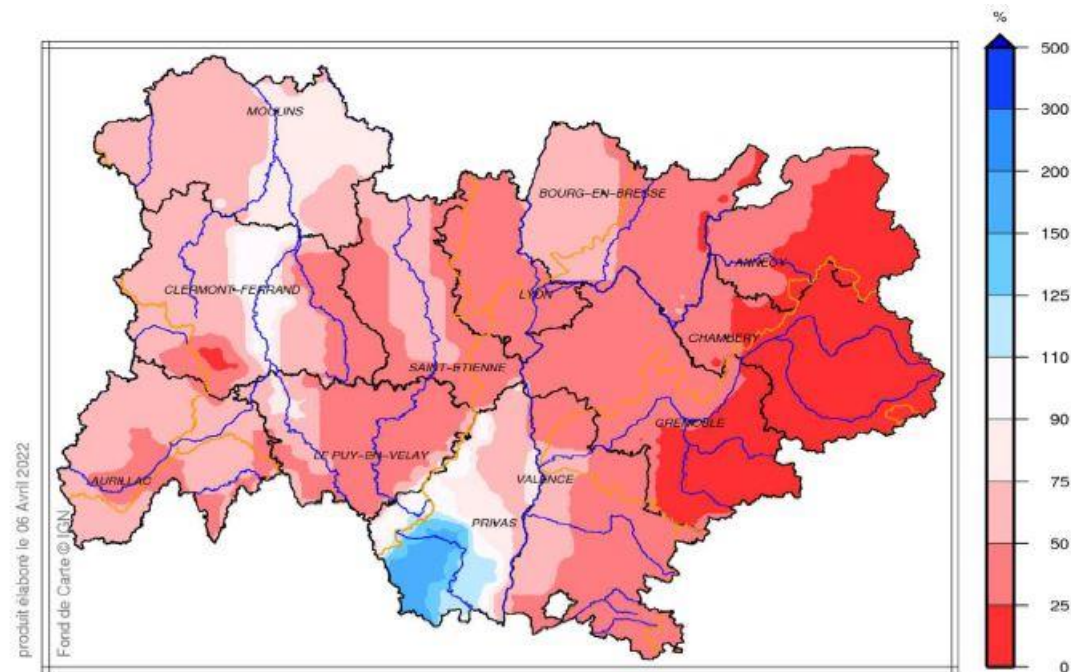 %
500
300
200
150
125
110
90
75
50
25
0
MOULINS
BOURG-EN-BRESSE
ANNECY
CLERMONT-FERRAND
LYON
CHAMBERY
SAINT-ETIENNE
GRENOBLE
LE PUY-EN-VELAY
AURILLAC
VALENCE
PRIVAS
produit élaboré le 06 Avril 2022
Fond de Carte © IGN